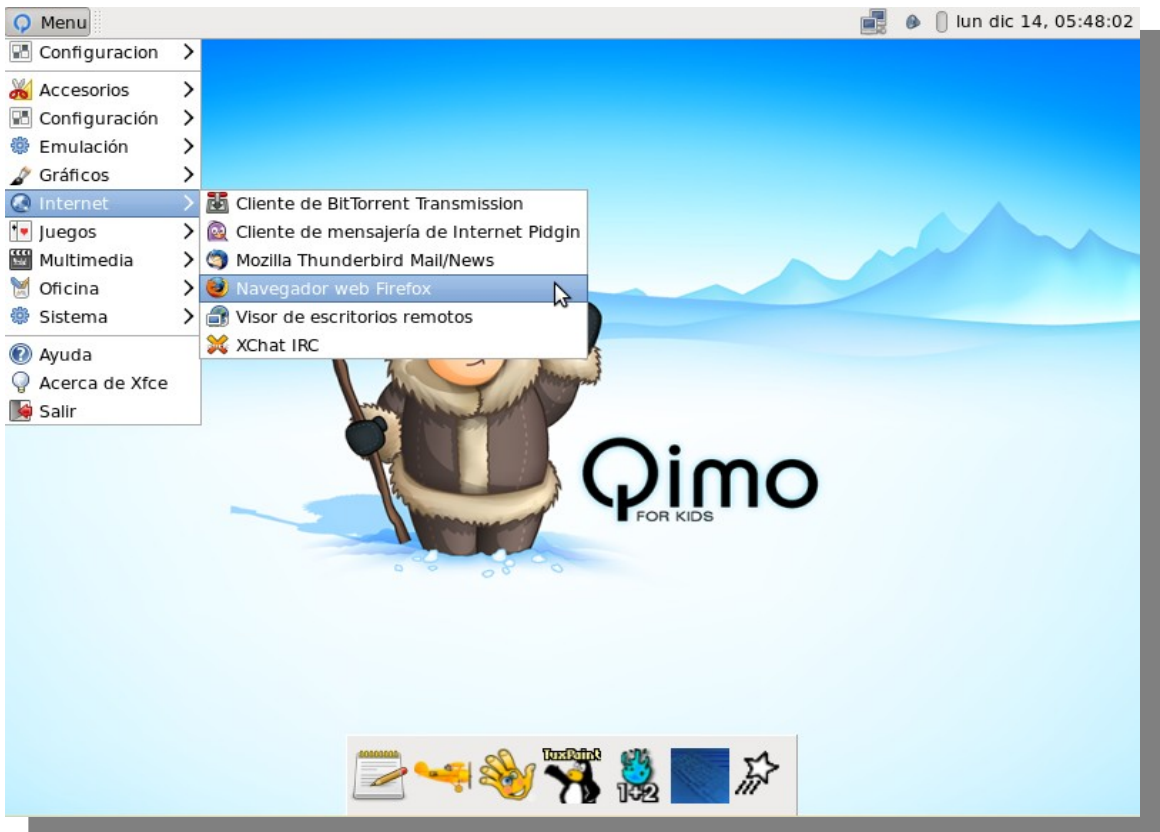 Menu
lun dic 14, 05:48:02
Configuracion
Accesorios
Configuración
Emulación
Gráficos
Internet
Juegos
Multimedia
Oficina
Sistema
Ayuda
Acerca de Xfce
Salir
Cliente de BitTorrent Transmission
Cliente de mensajería de Internet Pidgin
Mozilla Thunderbird Mail/News
Navegador web Firefox
Visor de escritorios remotos
XChat IRC
Qimo
FOR KIDS
TuxPaint
1+2